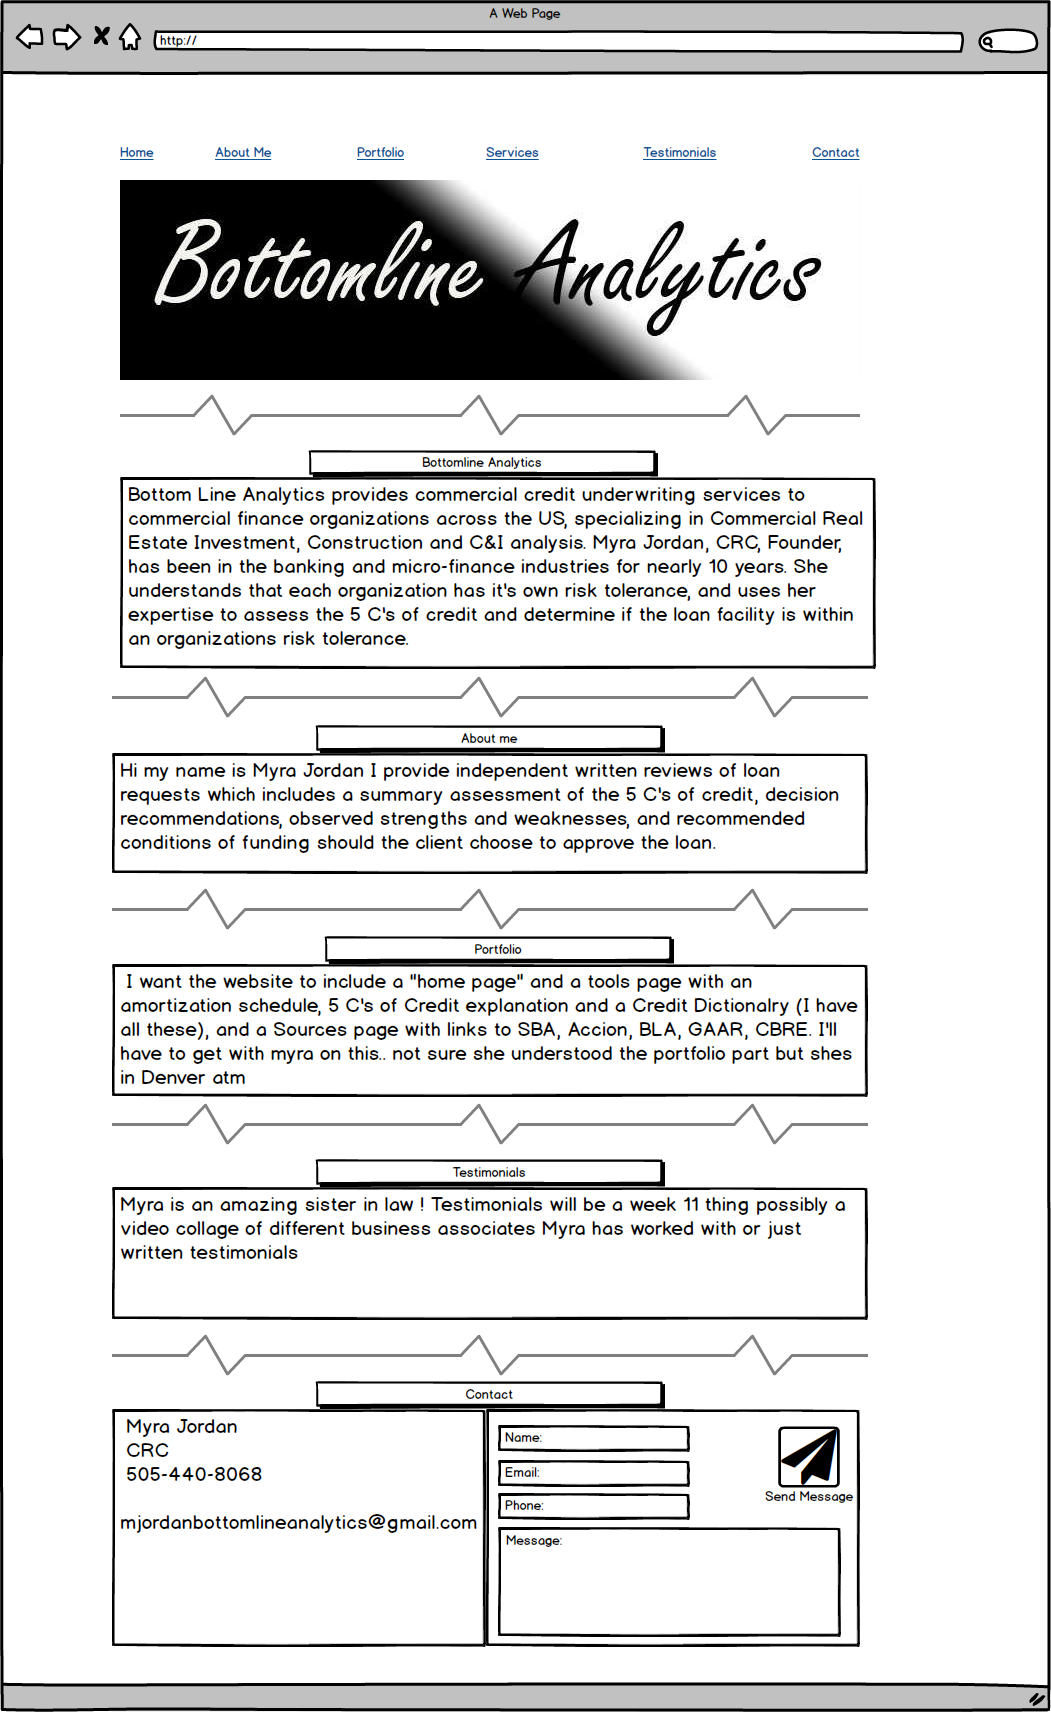 A Web Page
http://
Home About Me Portfolio Services Testimonials Contact
Bottomline Analytics
Bottomline Analytics
Bottom Line Analytics provides commercial credit underwriting services to
commercial finance organizations across the US, specializing in Commercial Real
Estate Investment, Construction and C&I analysis. Myra Jordan, CRC, Founder,
has been in the banking and micro-finance industries for nearly 10 years. She
understands that each organization has it's own risk tolerance, and uses her
expertise to assess the 5 C's of credit and determine if the loan facility is within
an organizations risk tolerance.
About me
Hi my name is Myra Jordan I provide independent written reviews of loan
requests which includes a summary assessment of the 5 C's of credit, decision
recommendations, observed strengths and weaknesses, and recommended
conditions of funding should the client choose to approve the loan.
Portfolio
I want the website to include a "home page" and a tools page with an
amortization schedule, 5 C's of Credit explanation and a Credit Dictionalry (I have
all these), and a Sources page with links to SBA, Accion, BLA, GAAR, CBRE. I'll
have to get with myra on this.. not sure she understood the portfolio part but shes
in Denver atm
Testimonials
Myra is an amazing sister in law ! Testimonials will be a week 11 thing possibly a
video collage of different business associates Myra has worked with or just
written testimonials
Contact
Myra Jordan
CRC
505-440-8068
mjordanbottomlineanalytics@gmail.com
Name:
Email:
Phone:
Send Message
Message: